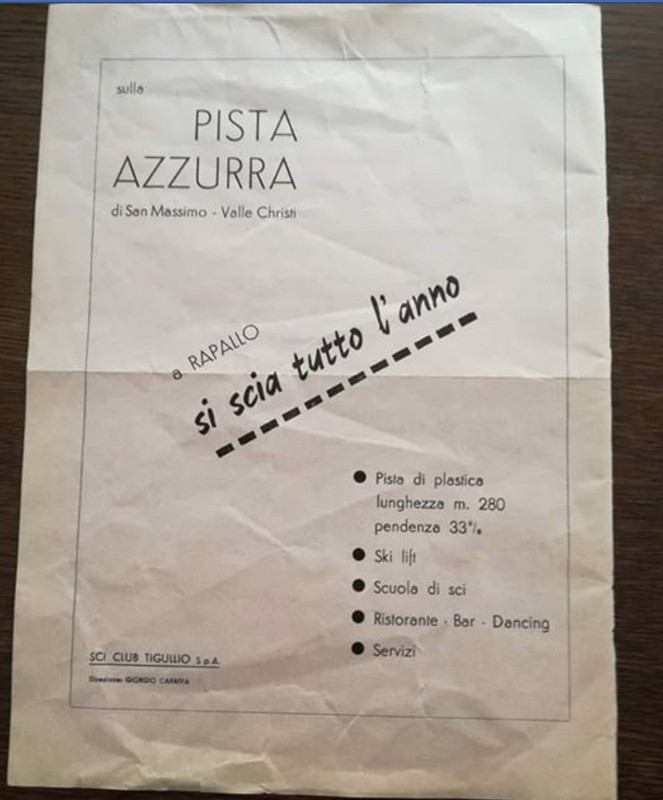 sulla
PISTA
AZZURRA
di San Massimo - Valle Christi
a RAPALLO
si scia tutto l'anno
Pista di plastica
lunghezza m. 280
pendenza 33%
Ski lift
Scuola di sci
Ristorante - Bar - Dancing
Servizi
SCI CLUB TIGULLIO S.p.A.
Direzione: GIORGIO